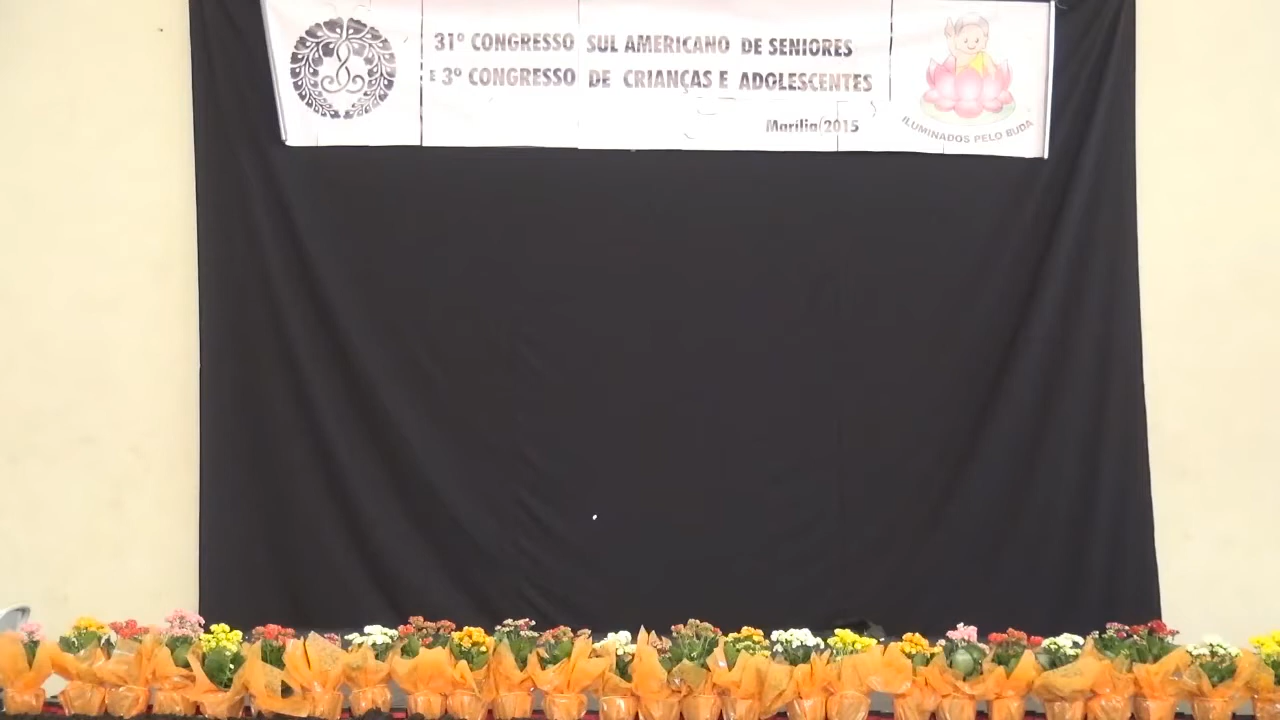 31º CONGRESSO SUL AMERICANO DE SENIORES
E 3º CONGRESSO DE CRIANÇAS E ADOLESCENTES
Marília 2015
ILUMINADOS PELO BUDA